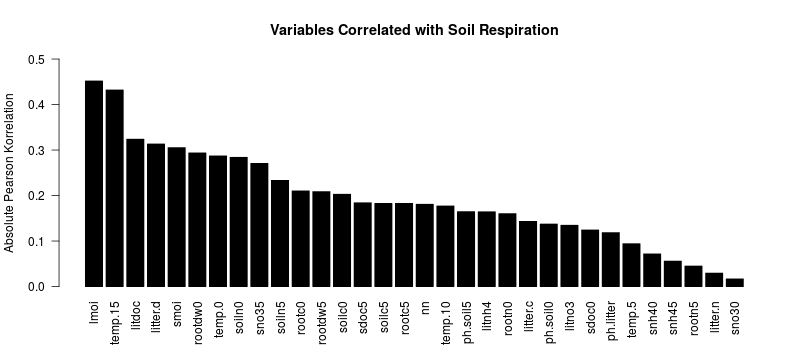 Variables Correlated with Soil Respiration
Absolute Pearson Korrelation
0.5
0.4
0.3
0.2
0.1
0.0
lmoi
temp.15
litdoc
litter.d
smoi
rootdw0
temp.0
soiln0
sno35
soiln5
rootc0
rootdw5
soilc0
sdoc5
soilc5
rootc5
nn
temp.10
ph.soil5
litnh4
rootn0
litter.c
ph.soil0
litno3
sdoc0
ph.litter
temp.5
snh40
snh45
rootn5
litter.n
sno30